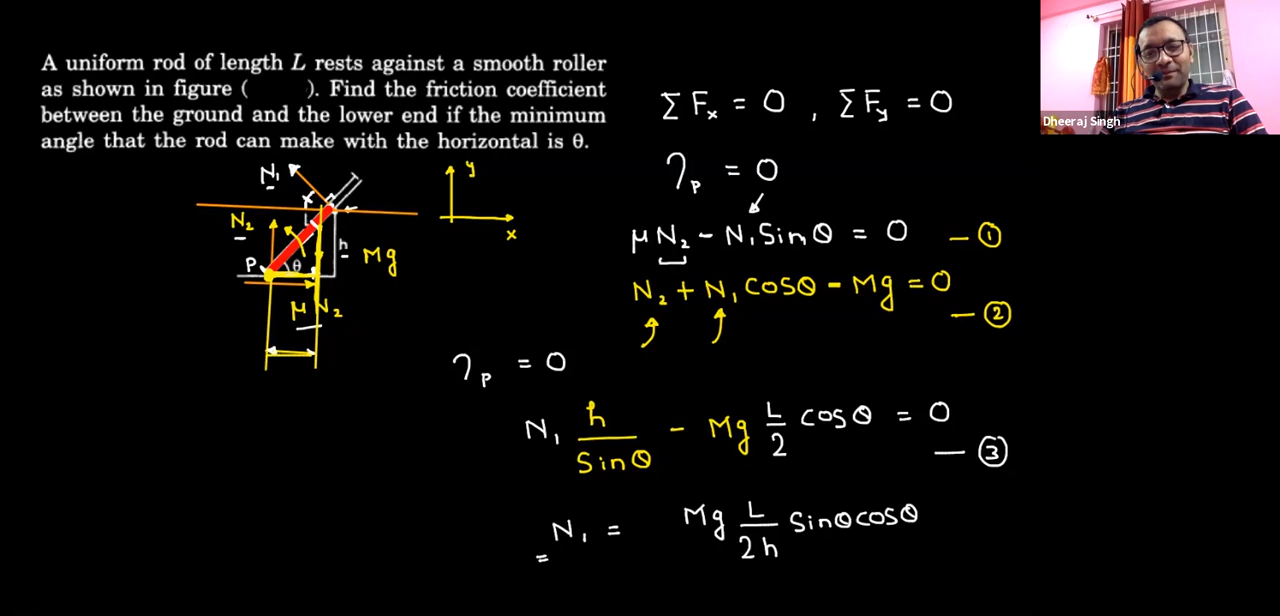 A uniform rod of length L rests against a smooth roller
as shown in figure ( ). Find the friction coefficient
between the ground and the lower end if the minimum
angle that the rod can make with the horizontal is θ.
Dheeraj Singh
ΣFx = 0 , ΣFy = 0
τp = 0
μN₂ - N₁ Sinθ = 0 — ①
N₂ + N₁ cosθ - Mg = 0 — ②
τp = 0
N₁ h/Sinθ - Mg L/2 cosθ = 0 — ③
N₁ = Mg L/2h Sinθcosθ
N₁
y
x
N₂
h
Mg
P
θ
μN₂